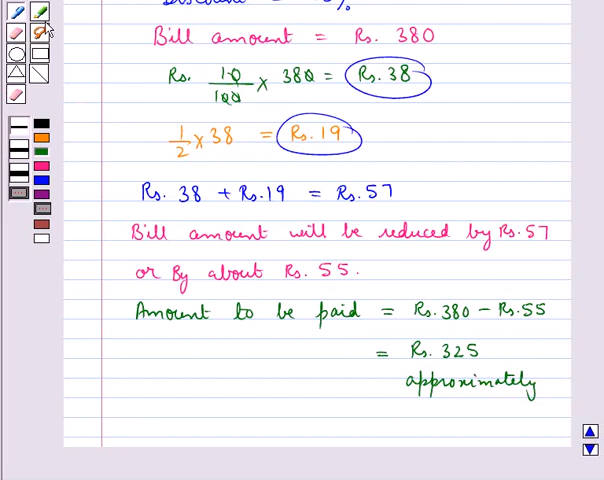 Bill amount = Rs. 380
Rs. 10/100 × 380 = Rs. 38
1/2 × 38 = Rs. 19
Rs. 38 + Rs. 19 = Rs. 57
Bill amount will be reduced by Rs. 57
or By about Rs. 55.
Amount to be paid = Rs. 380 - Rs. 55
= Rs. 325
approximately